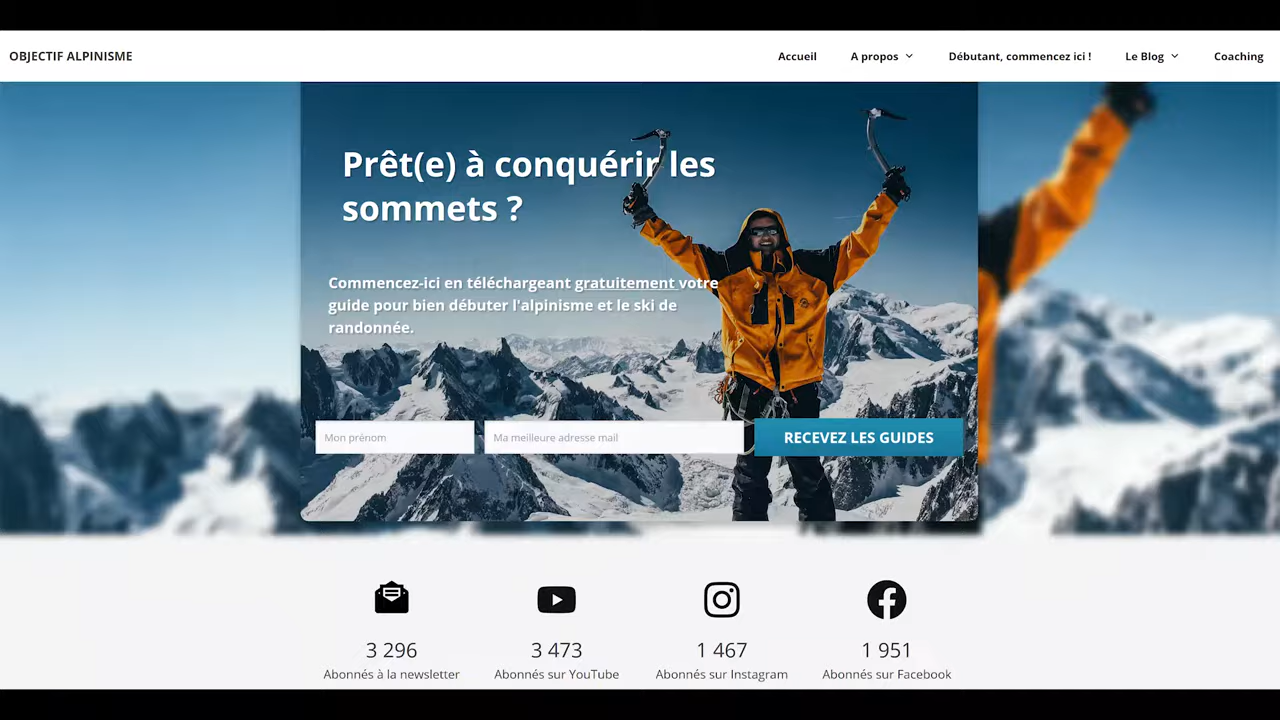 OBJECTIF ALPINISME
Accueil
A propos
Débutant, commencez ici !
Le Blog
Coaching
Prêt(e) à conquérir les
sommets ?
Commencez-ici en téléchargeant gratuitement votre
guide pour bien débuter l'alpinisme et le ski de
randonnée.
Mon prénom
Ma meilleure adresse mail
RECEVEZ LES GUIDES
3 296
Abonnés à la newsletter
3 473
Abonnés sur YouTube
1 467
Abonnés sur Instagram
1 951
Abonnés sur Facebook